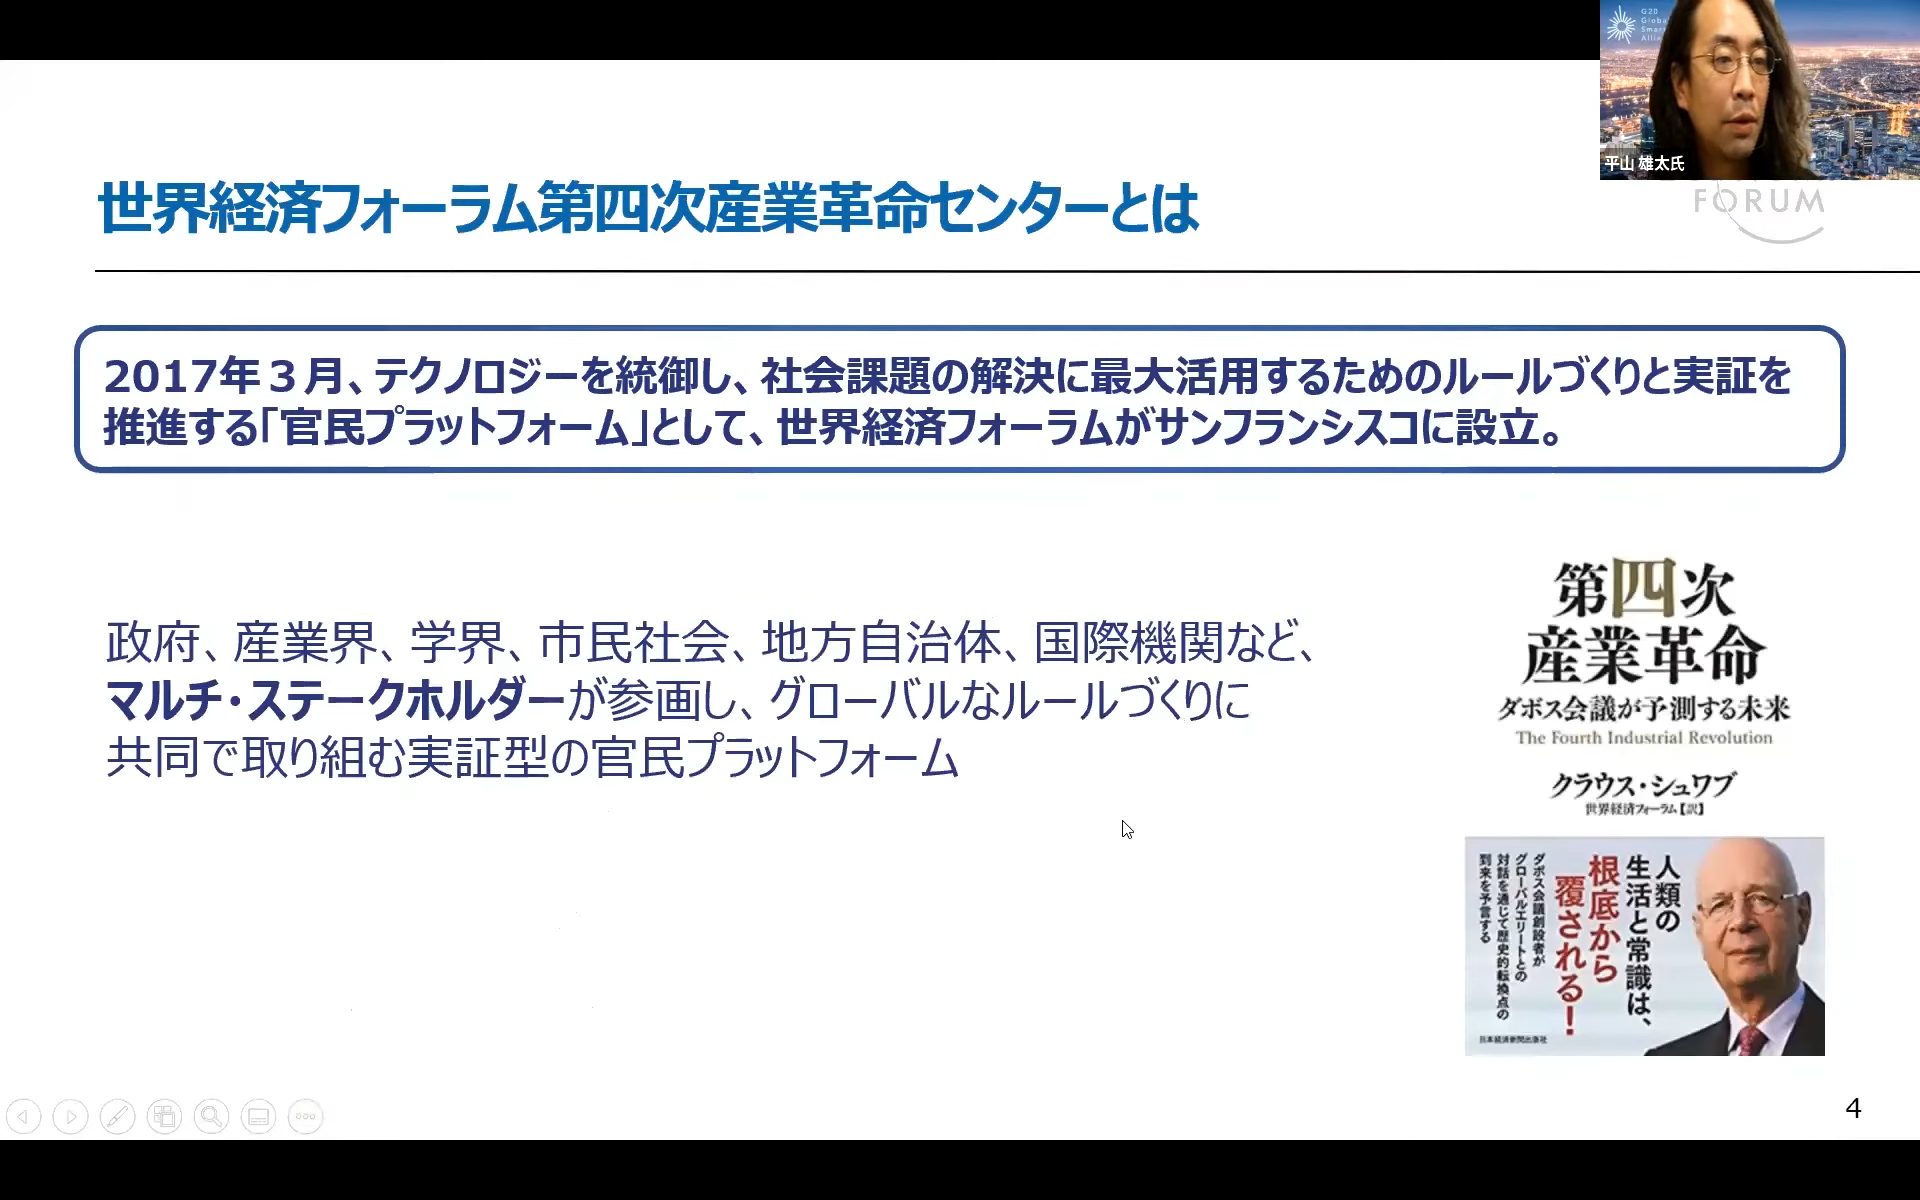 G20
Global
Smart
平山 雄太氏
FORUM
世界経済フォーラム第四次産業革命センターとは
2017年３月、テクノロジーを統御し、社会課題の解決に最大活用するためのルールづくりと実証を
推進する「官民プラットフォーム」として、世界経済フォーラムがサンフランシスコに設立。
政府、産業界、学界、市民社会、地方自治体、国際機関など、
マルチ・ステークホルダーが参画し、グローバルなルールづくりに
共同で取り組む実証型の官民プラットフォーム
第四次
産業革命
ダボス会議が予測する未来
The Fourth Industrial Revolution
クラウス・シュワブ
世界経済フォーラム【訳】
人類の
生活と常識は、
根底から
覆される！
ダボス会議創設者が
グローバルエリートとの
対話を通じて歴史的転換点の
到来を予言する
日本経済新聞出版社
4